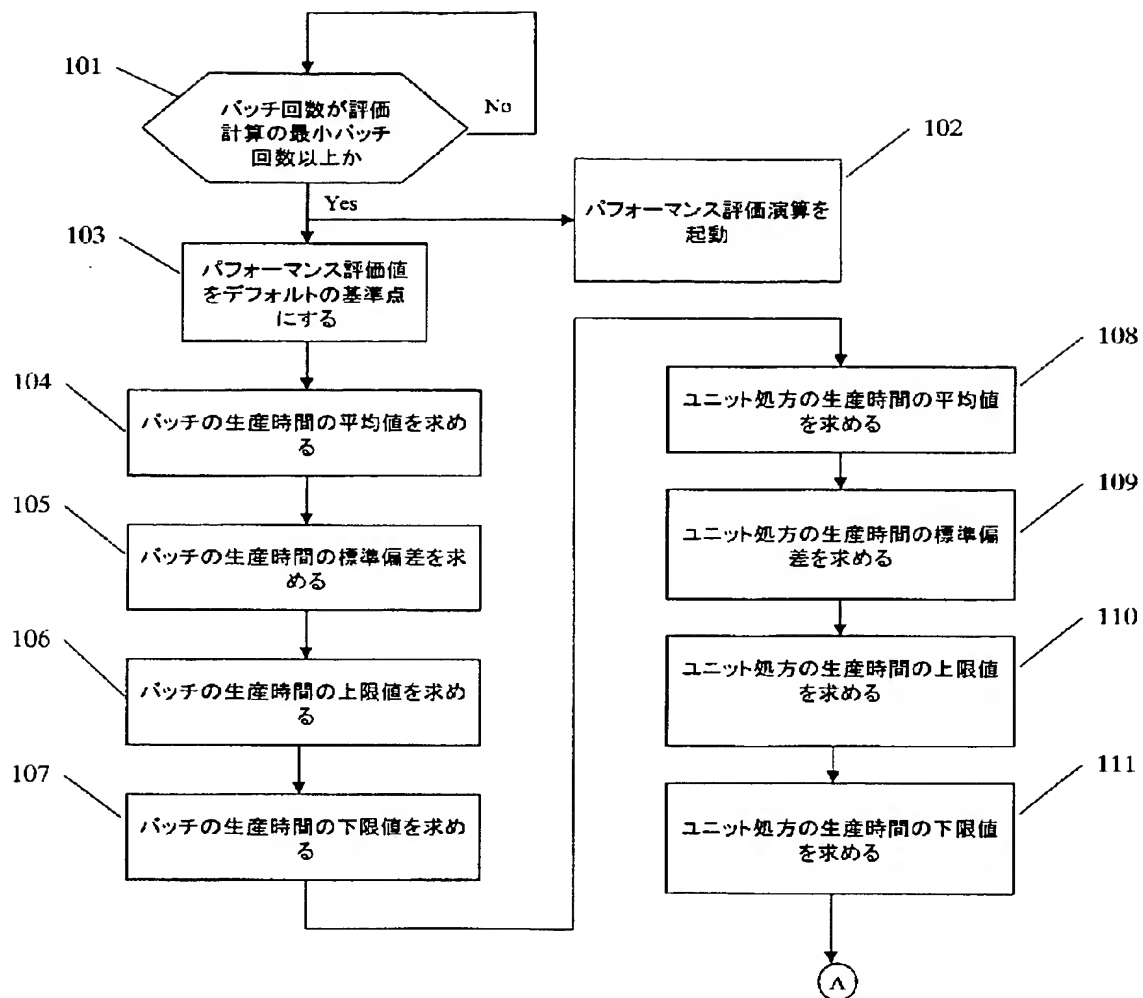 101
バッチ回数が評価
計算の最小バッチ
回数以上か
No
Yes
102
パフォーマンス評価演算を
起動
103
パフォーマンス評価値
をデフォルトの基準点
にする
104
バッチの生産時間の平均値を求め
る
105
バッチの生産時間の標準偏差を求
める
106
バッチの生産時間の上限値を求め
る
107
バッチの生産時間の下限値を求め
る
108
ユニット処方の生産時間の平均値
を求める
109
ユニット処方の生産時間の標準偏
差を求める
110
ユニット処方の生産時間の上限値
を求める
111
ユニット処方の生産時間の下限値
を求める
A